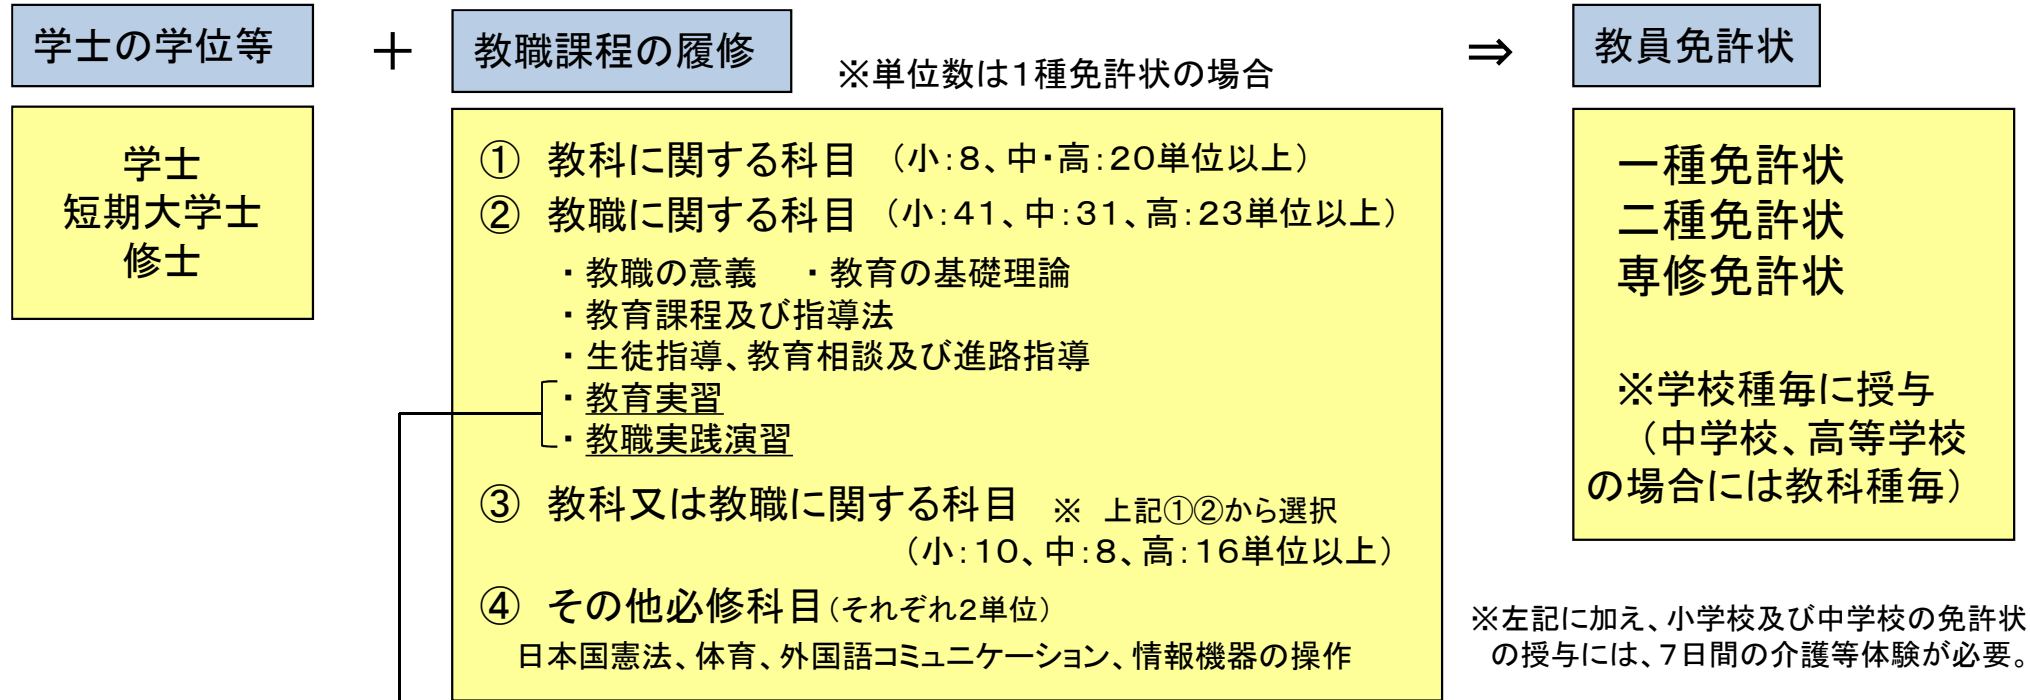 学士の学位等
＋
教職課程の履修
※単位数は１種免許状の場合
⇒
教員免許状
学士
短期大学士
修士
① 教科に関する科目 （小：８、中・高：２０単位以上）
② 教職に関する科目 （小：４１、中：３１、高：２３単位以上）
・教職の意義 ・教育の基礎理論
・教育課程及び指導法
・生徒指導、教育相談及び進路指導
・教育実習
・教職実践演習
③ 教科又は教職に関する科目 ※ 上記①②から選択
（小：１０、中：８、高：１６単位以上）
④ その他必修科目（それぞれ２単位）
日本国憲法、体育、外国語コミュニケーション、情報機器の操作
一種免許状
二種免許状
専修免許状
※学校種毎に授与
（中学校、高等学校
の場合には教科種毎）
※左記に加え、小学校及び中学校の免許状
の授与には、７日間の介護等体験が必要。